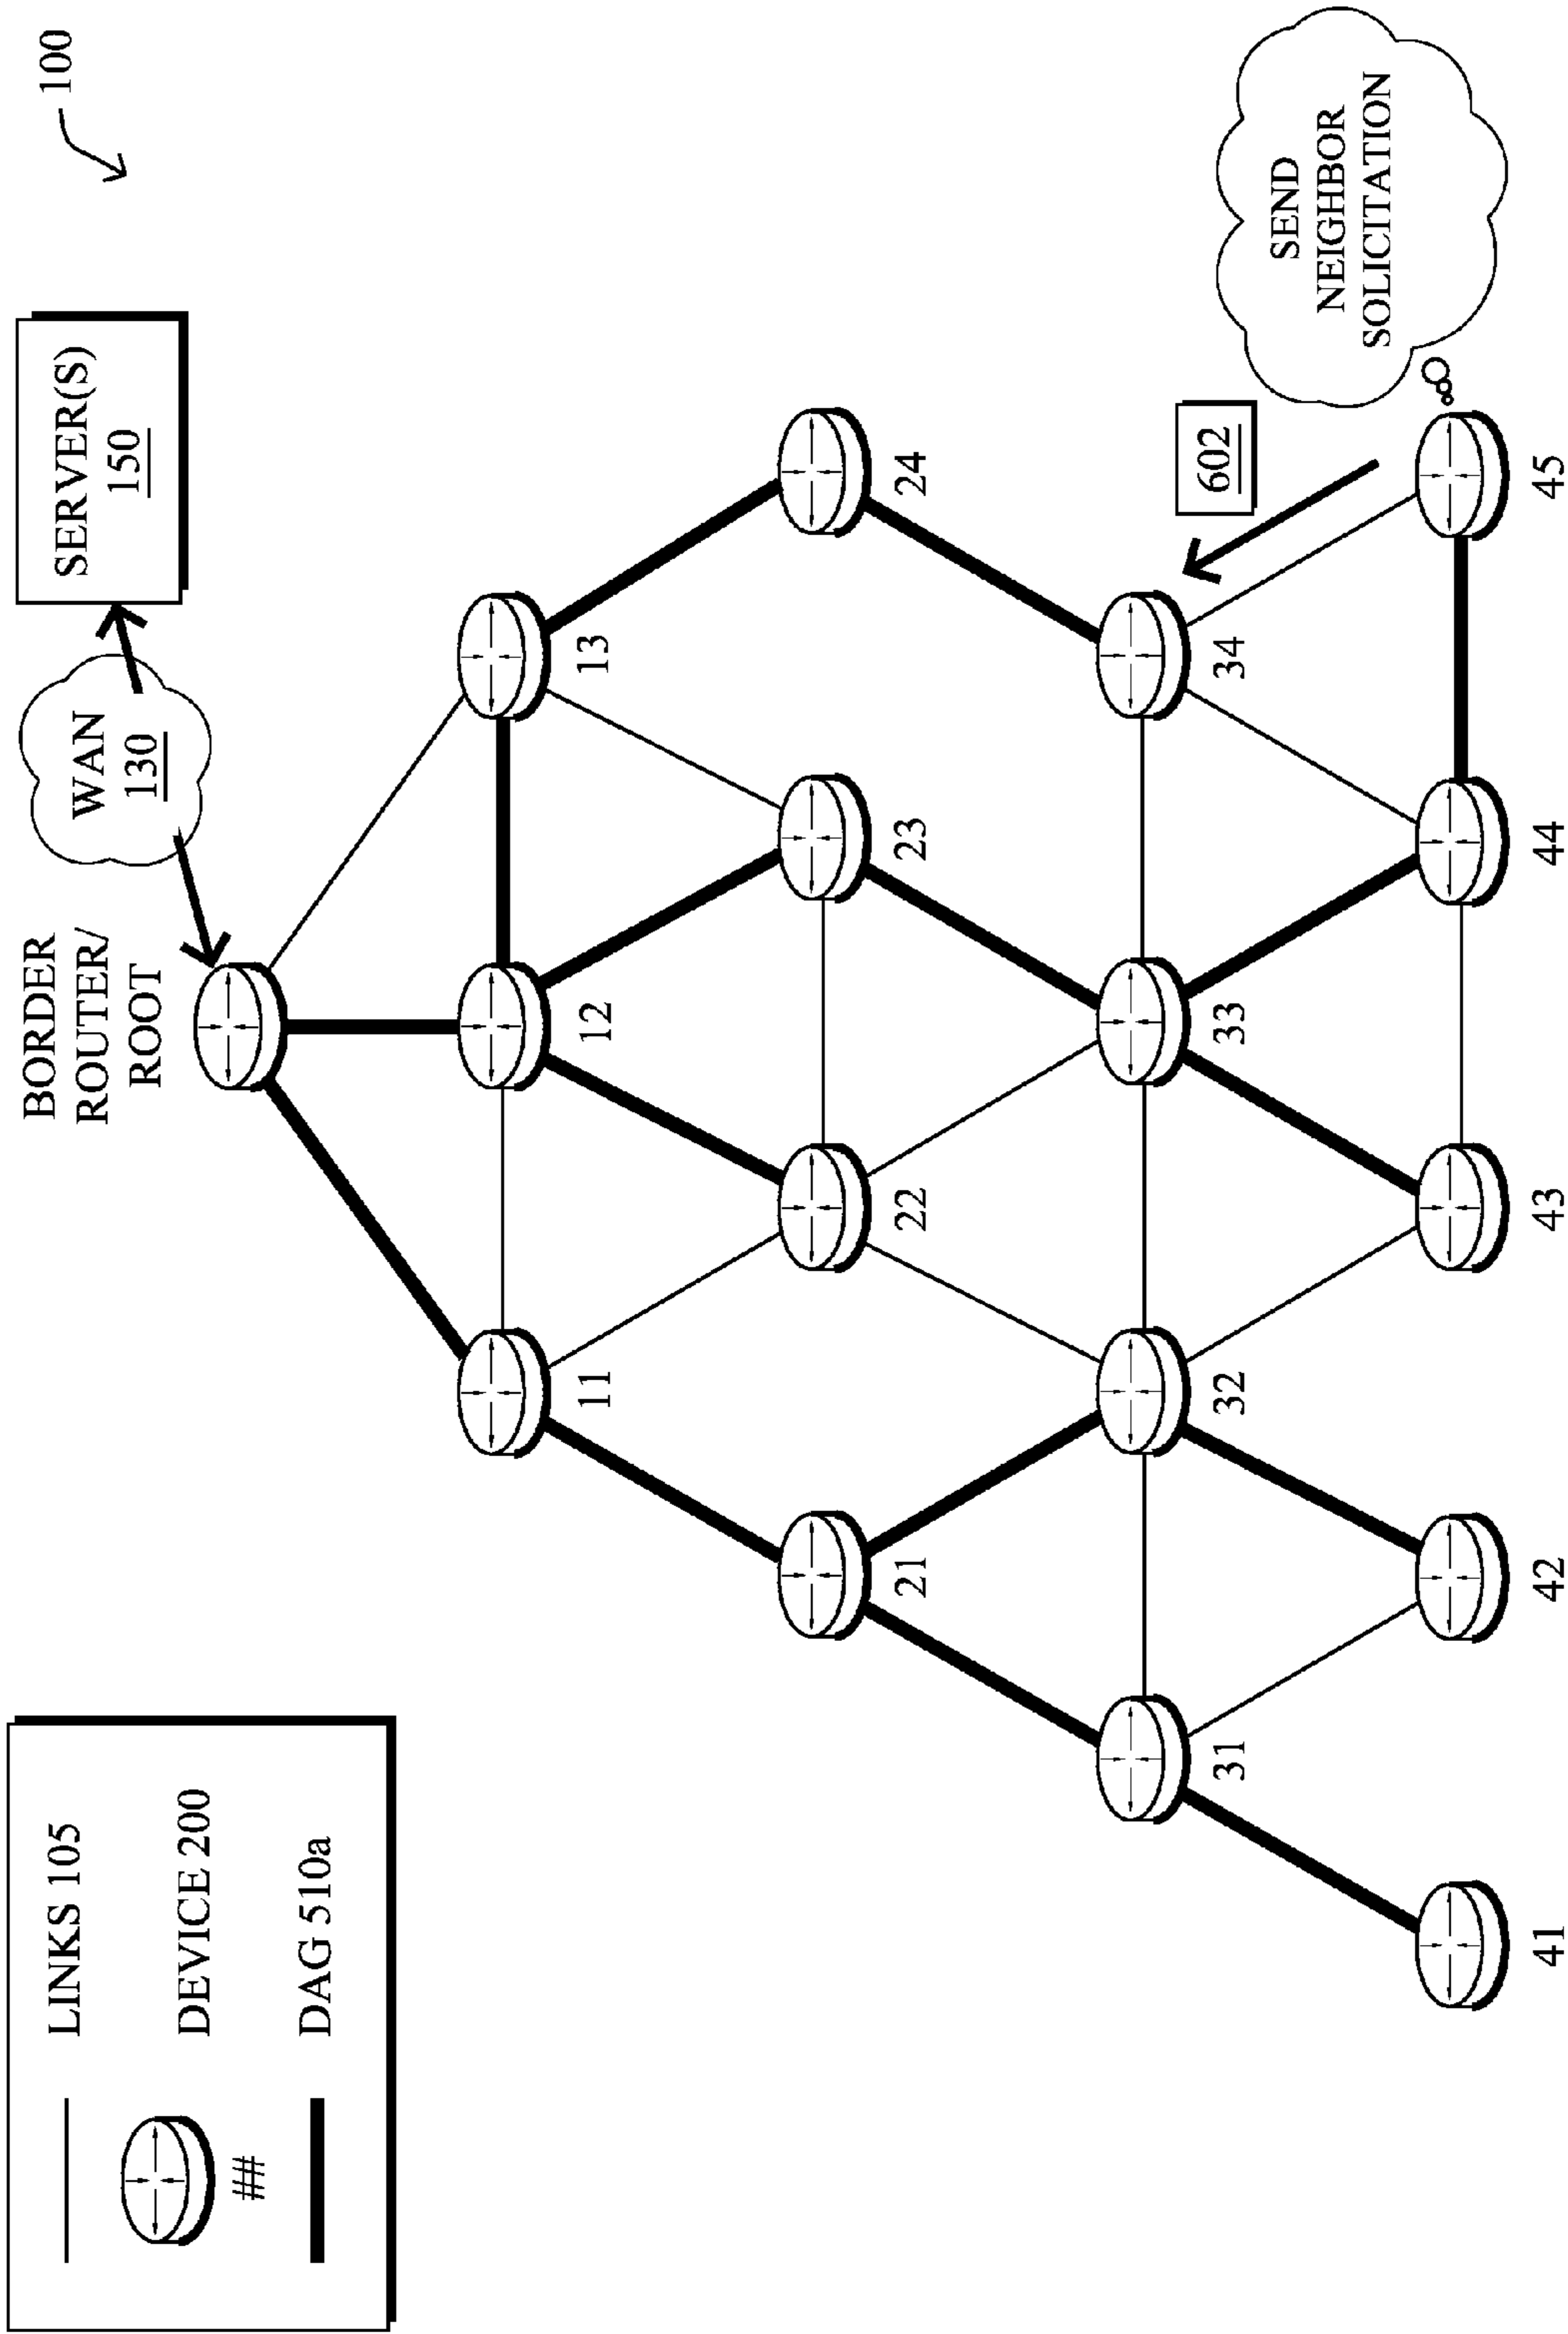 100
LINKS 105
DEVICE 200
##
DAG 510a
BORDER
ROUTER/
ROOT
WAN
130
SERVER(S)
150
11
12
13
21
22
23
24
31
32
33
34
602
SEND
NEIGHBOR
SOLICITATION
41
42
43
44
45